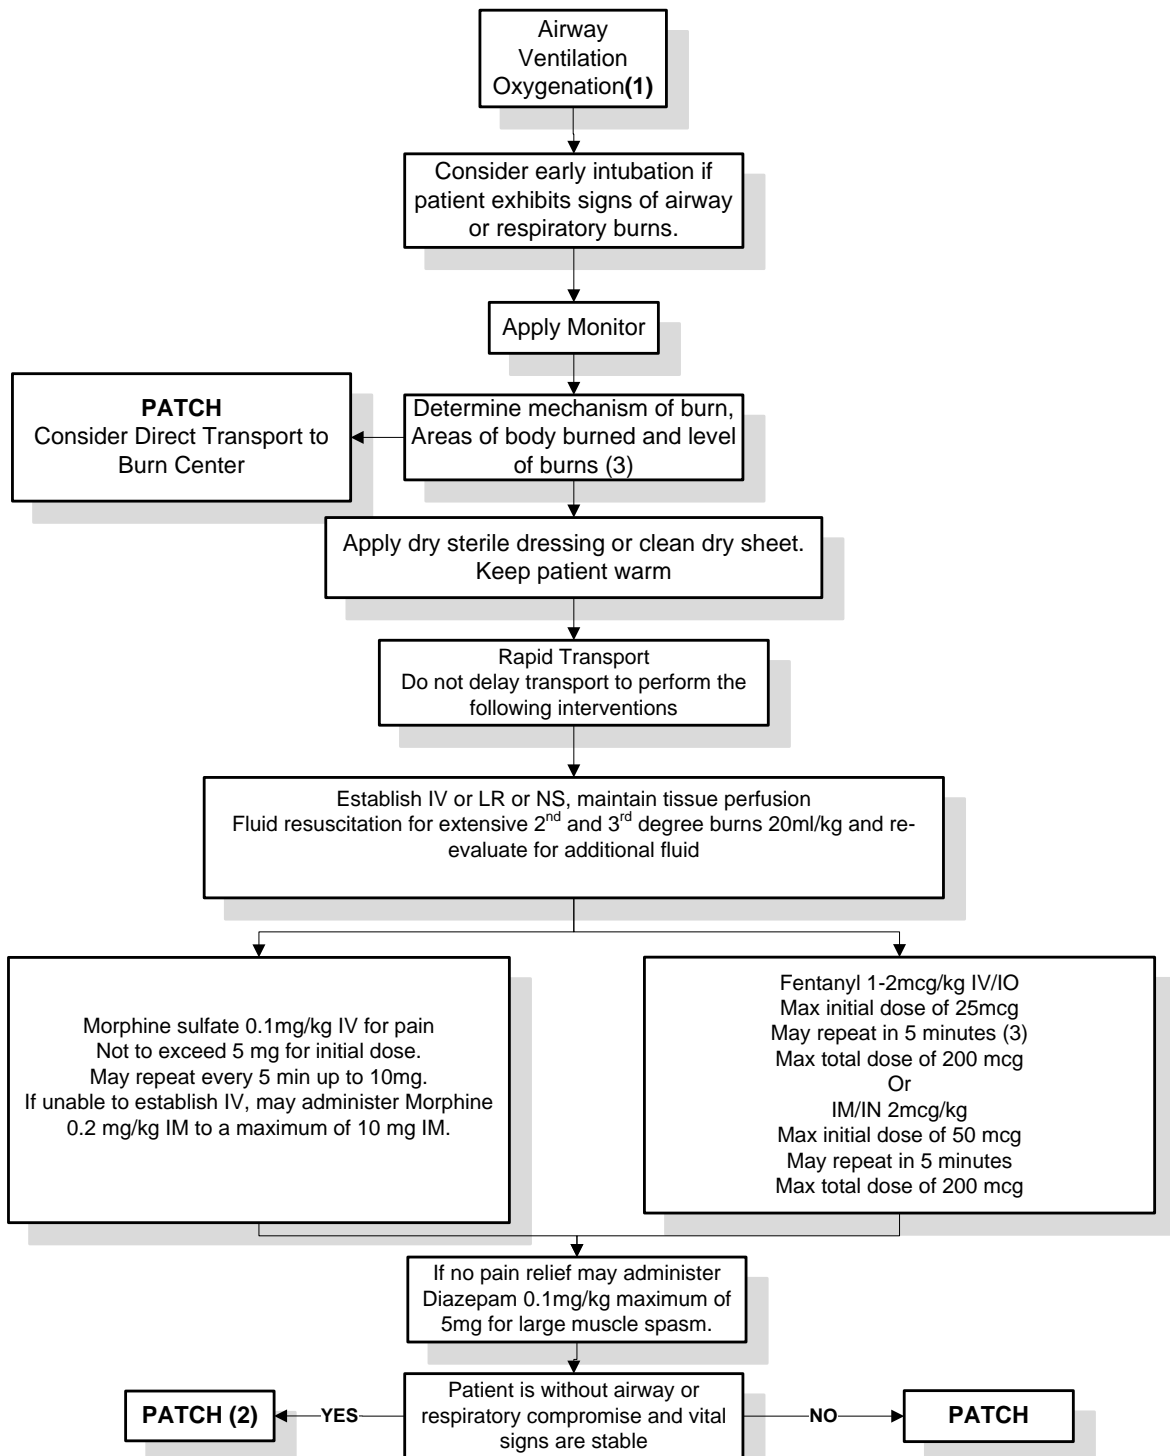 Airway
Ventilation
Oxygenation(1)
Consider early intubation if
patient exhibits signs of airway
or respiratory burns.
Apply Monitor
PATCH
Consider Direct Transport to
Burn Center
Determine mechanism of burn,
Areas of body burned and level
of burns (3)
Apply dry sterile dressing or clean dry sheet.
Keep patient warm
Rapid Transport
Do not delay transport to perform the
following interventions
Establish IV or LR or NS, maintain tissue perfusion
Fluid resuscitation for extensive 2nd and 3rd degree burns 20ml/kg and re-
evaluate for additional fluid
Morphine sulfate 0.1mg/kg IV for pain
Not to exceed 5 mg for initial dose.
May repeat every 5 min up to 10mg.
If unable to establish IV, may administer Morphine
0.2 mg/kg IM to a maximum of 10 mg IM.
Fentanyl 1-2mcg/kg IV/IO
Max initial dose of 25mcg
May repeat in 5 minutes (3)
Max total dose of 200 mcg
Or
IM/IN 2mcg/kg
Max initial dose of 50 mcg
May repeat in 5 minutes
Max total dose of 200 mcg
If no pain relief may administer
Diazepam 0.1mg/kg maximum of
5mg for large muscle spasm.
PATCH (2)
YES
Patient is without airway or
respiratory compromise and vital
signs are stable
NO
PATCH